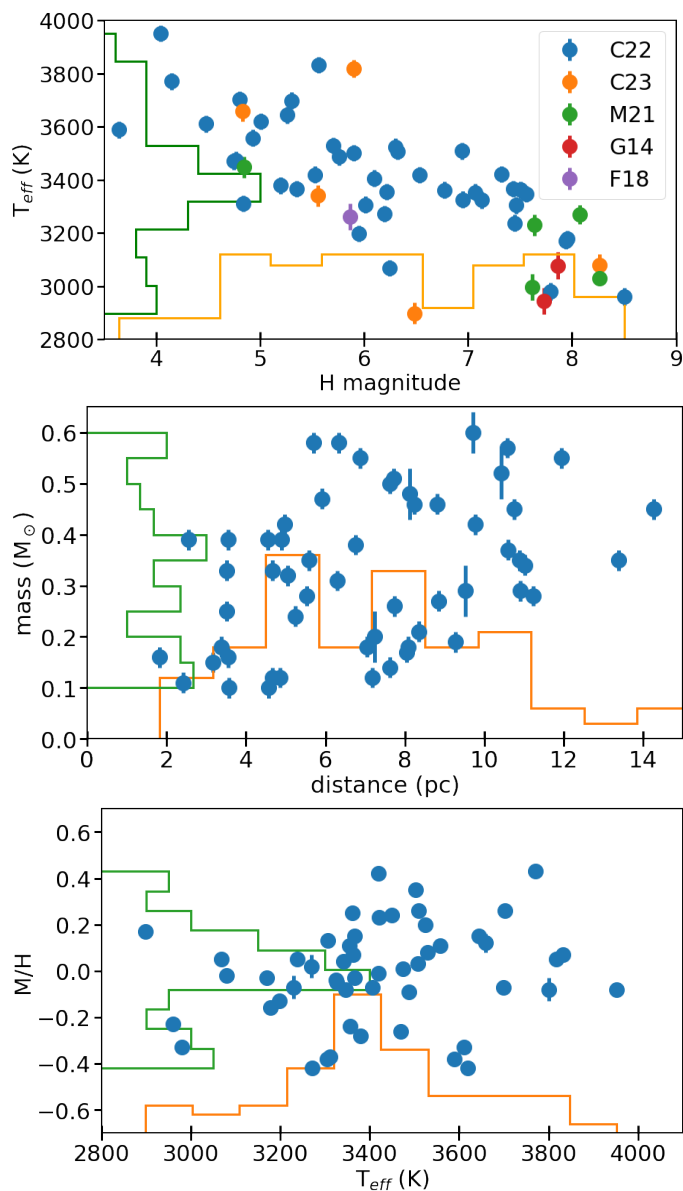 4000
3800
3600
3400
3200
3000
2800
T_eff (K)
C22
C23
M21
G14
F18
4 5 6 7 8 9
H magnitude
0.6
0.5
0.4
0.3
0.2
0.1
0.0
mass (M⊙)
0 2 4 6 8 10 12 14
distance (pc)
0.6
0.4
0.2
0.0
−0.2
−0.4
−0.6
M/H
2800 3000 3200 3400 3600 3800 4000
T_eff (K)